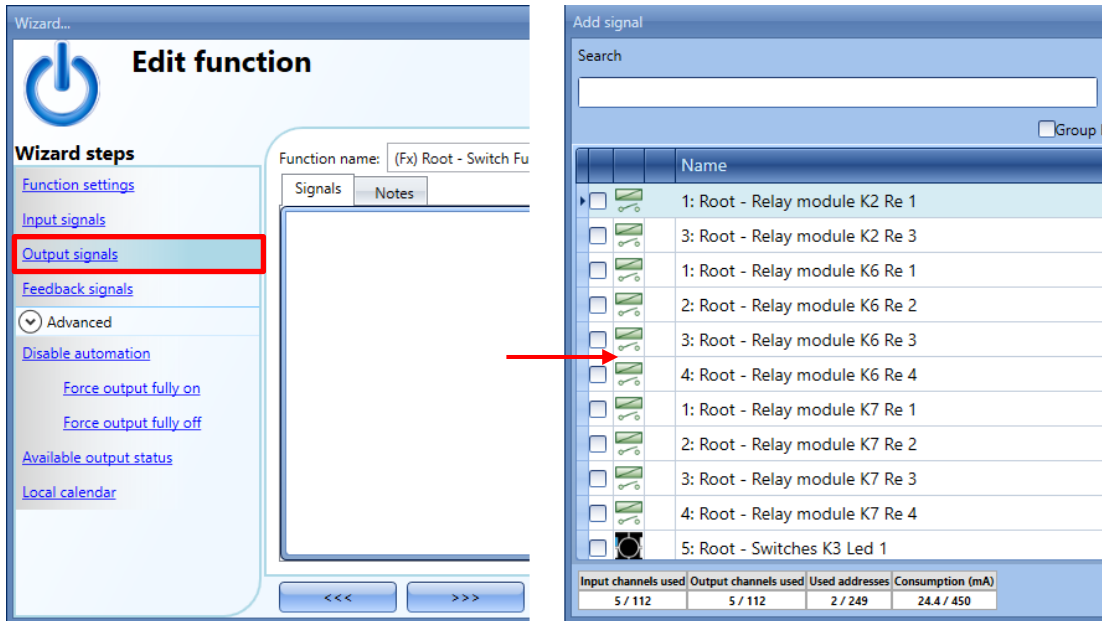 Wizard...
Edit function
Wizard steps
Function settings
Input signals
Output signals
Feedback signals
Advanced
Disable automation
Force output fully on
Force output fully off
Available output status
Local calendar
Function name: (Fx) Root - Switch Fu
Signals Notes
<<< >>>
Add signal
Search
Group
Name
1: Root - Relay module K2 Re 1
3: Root - Relay module K2 Re 3
1: Root - Relay module K6 Re 1
2: Root - Relay module K6 Re 2
3: Root - Relay module K6 Re 3
4: Root - Relay module K6 Re 4
1: Root - Relay module K7 Re 1
2: Root - Relay module K7 Re 2
3: Root - Relay module K7 Re 3
4: Root - Relay module K7 Re 4
5: Root - Switches K3 Led 1
Input channels used Output channels used Used addresses Consumption (mA)
5 / 112 5 / 112 2 / 249 24.4 / 450